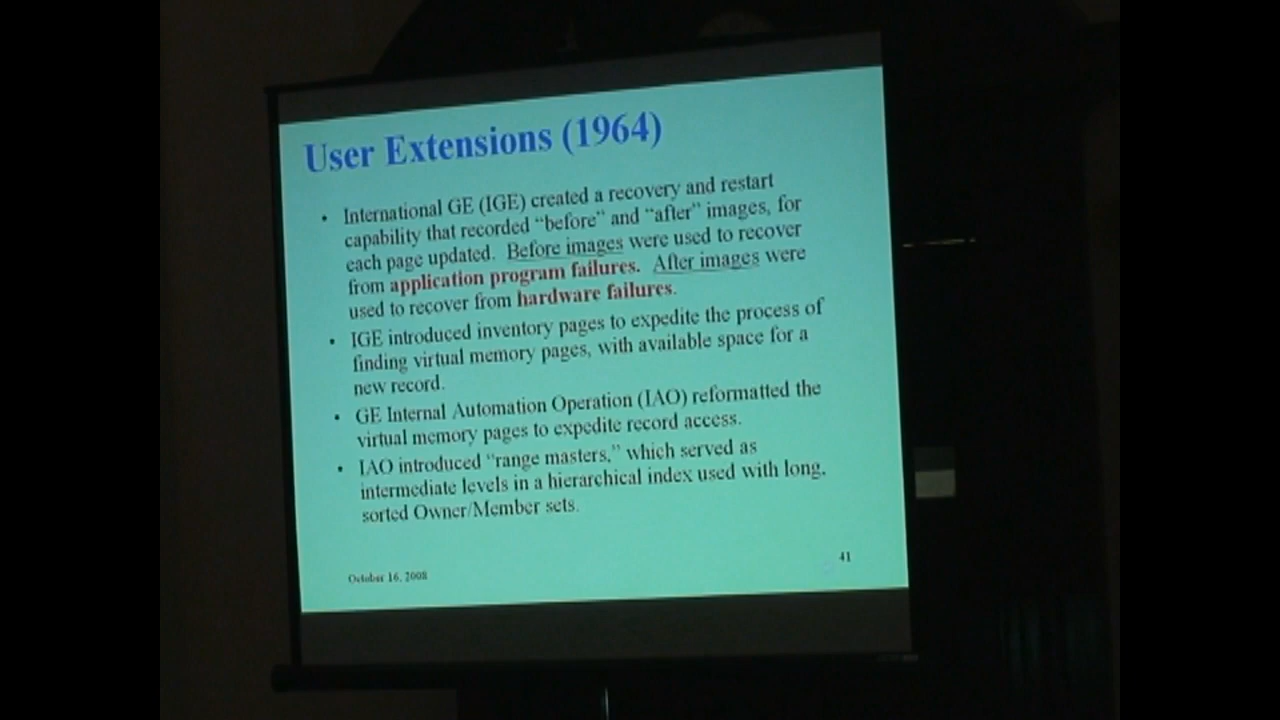 User Extensions (1964)
• International GE (IGE) created a recovery and restart
capability that recorded “before” and “after” images, for
each page updated. Before images were used to recover
from application program failures. After images were
used to recover from hardware failures.
• IGE introduced inventory pages to expedite the process of
finding virtual memory pages, with available space for a
new record.
• GE Internal Automation Operation (IAO) reformatted the
virtual memory pages to expedite record access.
• IAO introduced “range masters,” which served as
intermediate levels in a hierarchical index used with long,
sorted Owner/Member sets.
October 16, 2008
41